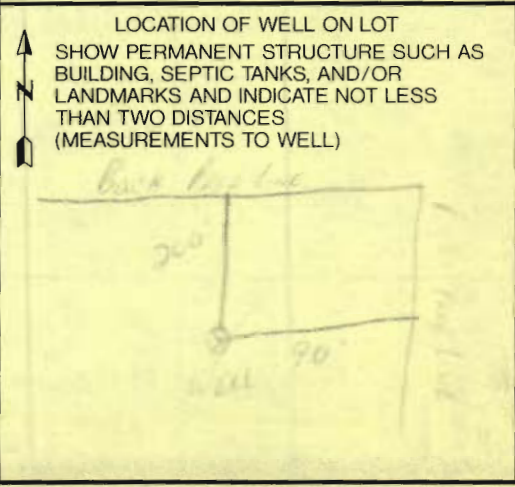 LOCATION OF WELL ON LOT
SHOW PERMANENT STRUCTURE SUCH AS
BUILDING, SEPTIC TANKS, AND/OR
N LANDMARKS AND INDICATE NOT LESS
THAN TWO DISTANCES
(MEASUREMENTS TO WELL)
Back Prop Line
200'
90'
Well